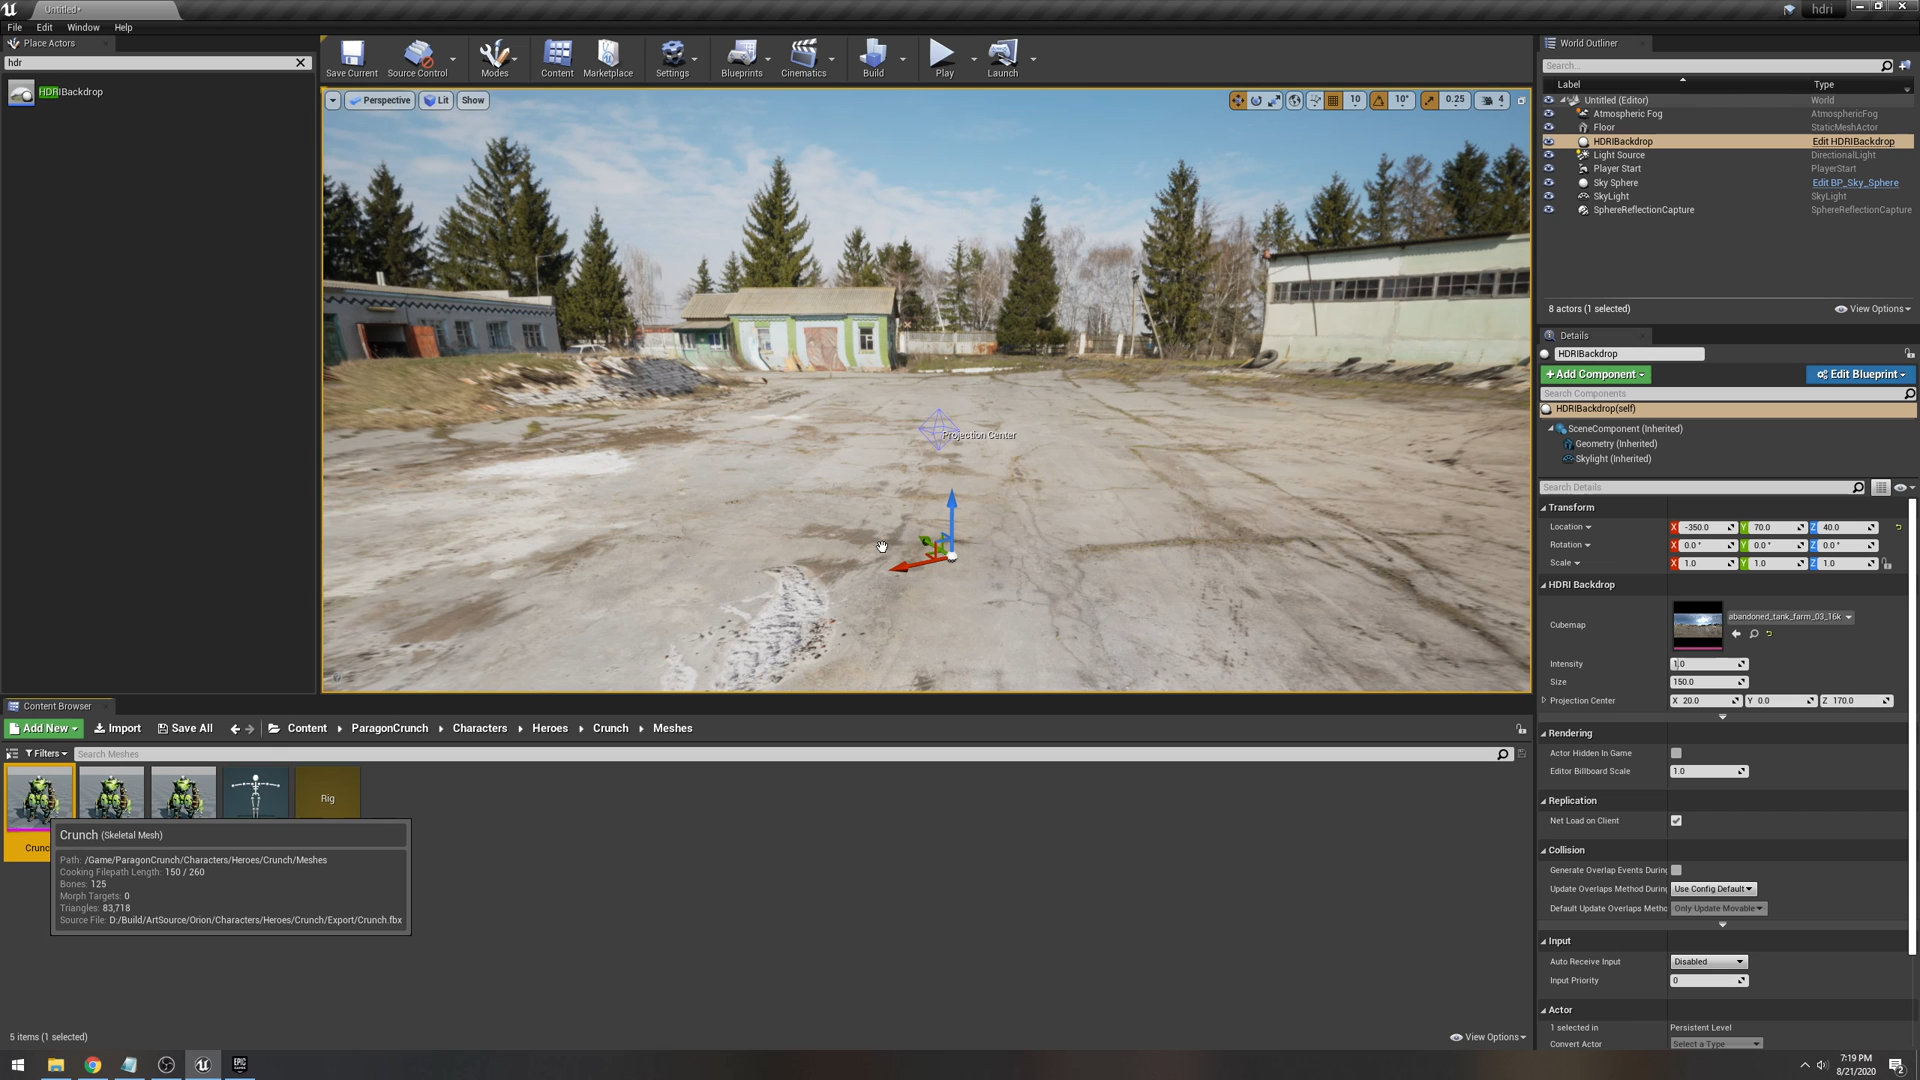 Untitled*
hdri
File Edit Window Help
Place Actors
hdr
HDRIBackdrop
Save Current
Source Control
Modes
Content
Marketplace
Settings
Blueprints
Cinematics
Build
Play
Launch
Perspective
Lit
Show
10
10°
0.25
4
Projection Center
World Outliner
Search...
Label Type
Untitled (Editor) World
Atmospheric Fog AtmosphericFog
Floor StaticMeshActor
HDRIBackdrop Edit HDRIBackdrop
Light Source DirectionalLight
Player Start PlayerStart
Sky Sphere Edit BP_Sky_Sphere
SkyLight SkyLight
SphereReflectionCapture SphereReflectionCapture
8 actors (1 selected) View Options
Details
HDRIBackdrop
+Add Component Edit Blueprint
Search Components
HDRIBackdrop(self)
SceneComponent (Inherited)
Geometry (Inherited)
Skylight (Inherited)
Search Details
Transform
Location X -350.0 Y 70.0 Z 40.0
Rotation X 0.0° Y 0.0° Z 0.0°
Scale X 1.0 Y 1.0 Z 1.0
HDRI Backdrop
Cubemap abandoned_tank_farm_03_16k
Intensity 1.0
Size 150.0
Projection Center X 20.0 Y 0.0 Z 170.0
Rendering
Actor Hidden In Game
Editor Billboard Scale 1.0
Replication
Net Load on Client
Collision
Generate Overlap Events During
Update Overlaps Method During Use Config Default
Default Update Overlaps Metho Only Update Movable
Input
Auto Receive Input Disabled
Input Priority 0
Actor
1 selected in Persistent Level
Convert Actor Select a Type
Content Browser
Add New Import Save All Content ParagonCrunch Characters Heroes Crunch Meshes
Filters Search Meshes
Rig
Crunc
Crunch (Skeletal Mesh)
Path: /Game/ParagonCrunch/Characters/Heroes/Crunch/Meshes
Cooking Filepath Length: 150 / 260
Bones: 125
Morph Targets: 0
Triangles: 83,718
Source File: D:/Build/ArtSource/Orion/Characters/Heroes/Crunch/Export/Crunch.fbx
5 items (1 selected) View Options
EPIC
7:19 PM
8/21/2020
2